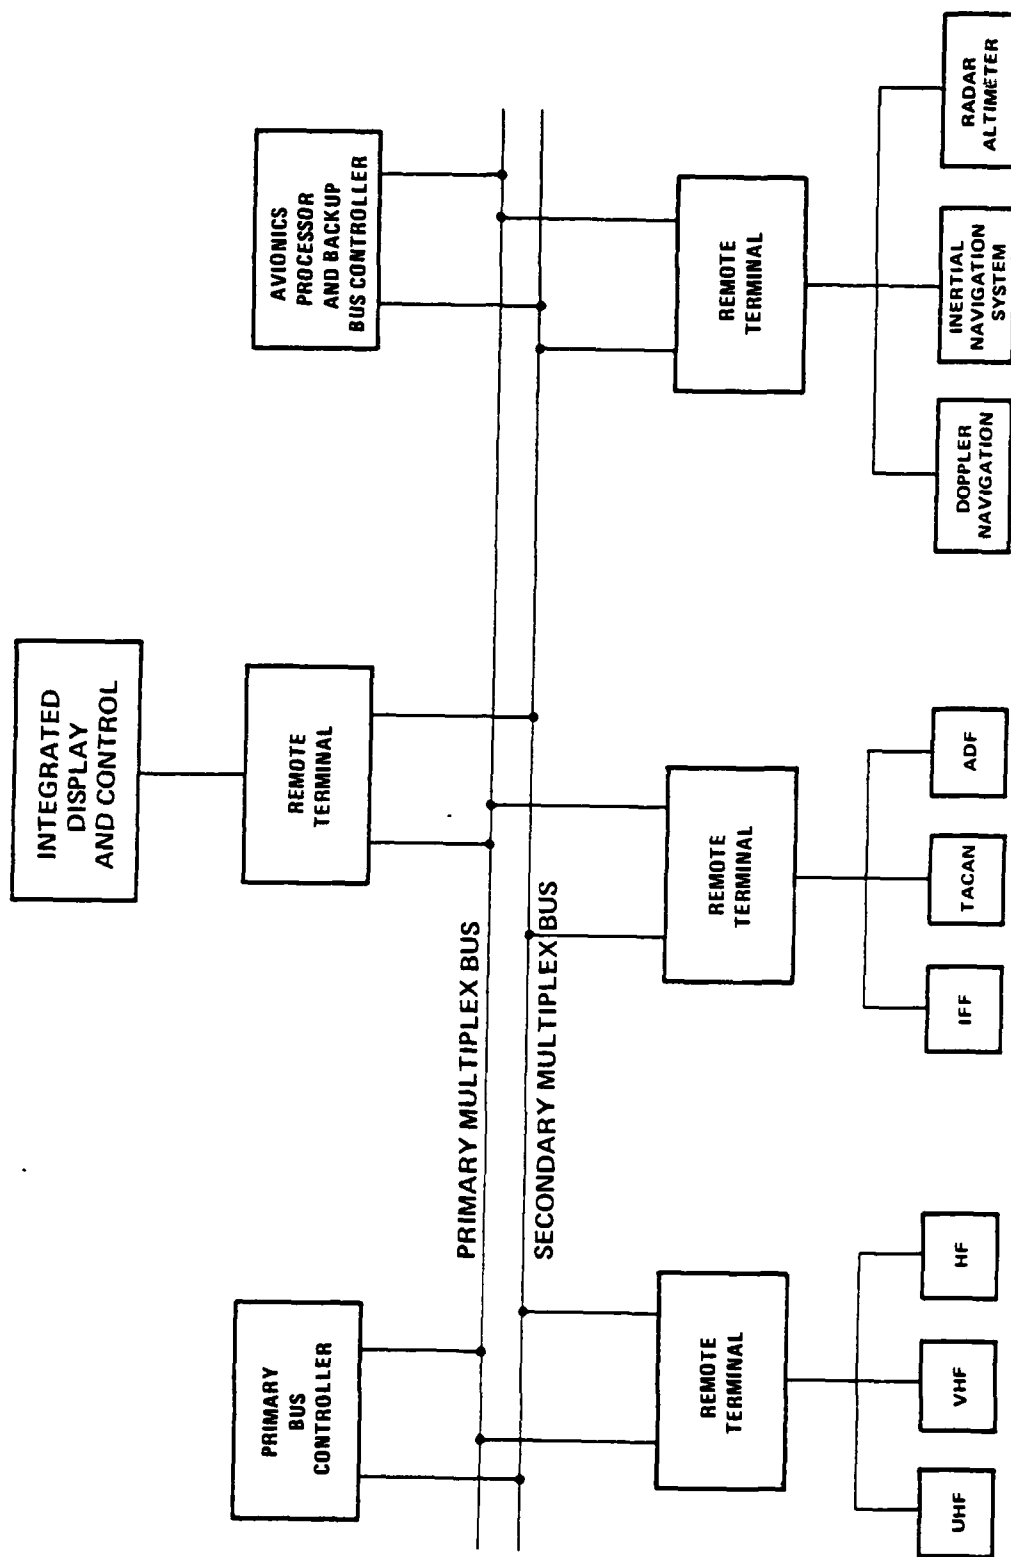 INTEGRATED
DISPLAY
AND CONTROL
PRIMARY
BUS
CONTROLLER
REMOTE
TERMINAL
AVIONICS
PROCESSOR
AND BACKUP
BUS CONTROLLER
PRIMARY MULTIPLEX BUS
SECONDARY MULTIPLEX BUS
REMOTE
TERMINAL
REMOTE
TERMINAL
REMOTE
TERMINAL
UHF
VHF
HF
IFF
TACAN
ADF
DOPPLER
NAVIGATION
INERTIAL
NAVIGATION
SYSTEM
RADAR
ALTIMETER